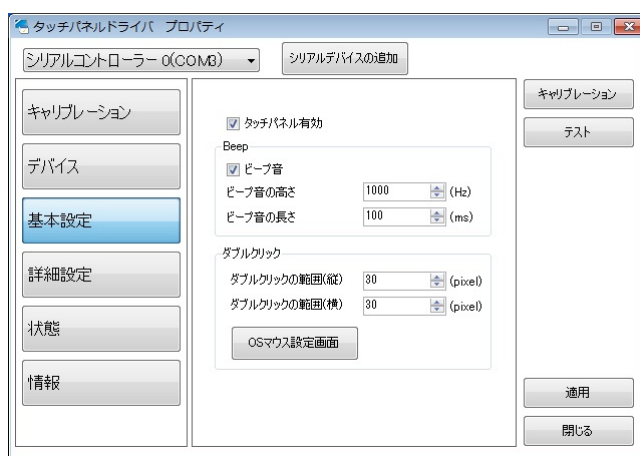 タッチパネルドライバ プロパティ
シリアルコントローラー 0(COM3)
シリアルデバイスの追加
キャリブレーション
デバイス
基本設定
詳細設定
状態
情報
タッチパネル有効
Beep
ビープ音
ビープ音の高さ 1000 (Hz)
ビープ音の長さ 100 (ms)
ダブルクリック
ダブルクリックの範囲(縦) 30 (pixel)
ダブルクリックの範囲(横) 30 (pixel)
OSマウス設定画面
キャリブレーション
テスト
適用
閉じる